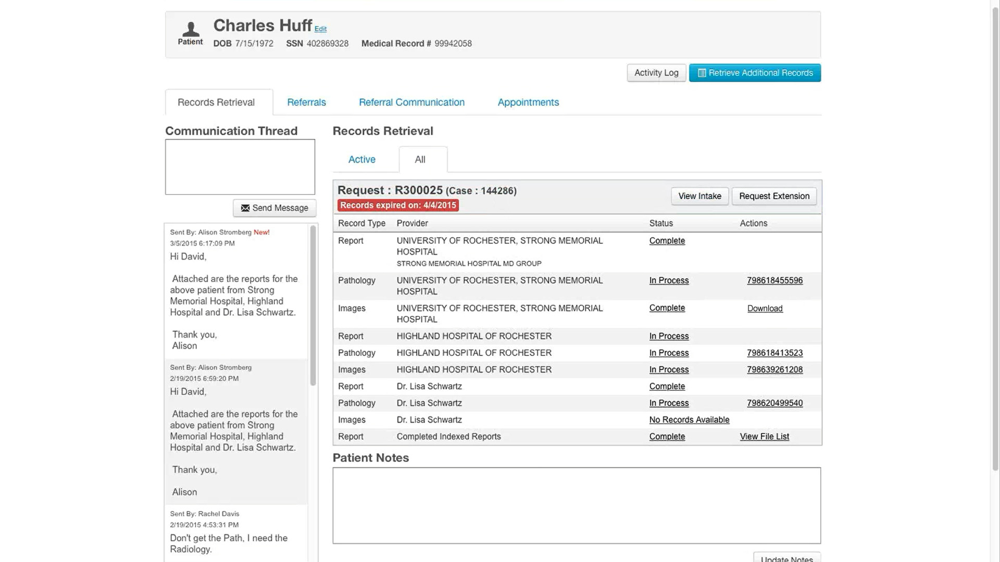 Charles Huff Edit
Patient
DOB 7/15/1972 SSN 402869328 Medical Record # 99942058
Activity Log
Retrieve Additional Records
Records Retrieval
Referrals
Referral Communication
Appointments
Communication Thread
Send Message
Sent By: Alison Stromberg New!
3/5/2015 6:17:09 PM
Hi David,
Attached are the reports for the
above patient from Strong
Memorial Hospital, Highland
Hospital and Dr. Lisa Schwartz.
Thank you,
Alison
Sent By: Alison Stromberg
2/19/2015 6:59:20 PM
Hi David,
Attached are the reports for the
above patient from Strong
Memorial Hospital, Highland
Hospital and Dr. Lisa Schwartz.
Thank you,
Alison
Sent By: Rachel Davis
2/19/2015 4:53:31 PM
Don't get the Path, I need the
Radiology.
Records Retrieval
Active
All
Request : R300025 (Case : 144286)
Records expired on: 4/4/2015
View Intake
Request Extension
Record Type Provider Status Actions
Report UNIVERSITY OF ROCHESTER, STRONG MEMORIAL Complete
HOSPITAL
STRONG MEMORIAL HOSPITAL MD GROUP
Pathology UNIVERSITY OF ROCHESTER, STRONG MEMORIAL In Process 798618455596
HOSPITAL
Images UNIVERSITY OF ROCHESTER, STRONG MEMORIAL Complete Download
HOSPITAL
Report HIGHLAND HOSPITAL OF ROCHESTER In Process
Pathology HIGHLAND HOSPITAL OF ROCHESTER In Process 798618413523
Images HIGHLAND HOSPITAL OF ROCHESTER In Process 798639261208
Report Dr. Lisa Schwartz Complete
Pathology Dr. Lisa Schwartz In Process 798620499540
Images Dr. Lisa Schwartz No Records Available
Report Completed Indexed Reports Complete View File List
Patient Notes
Update Notes